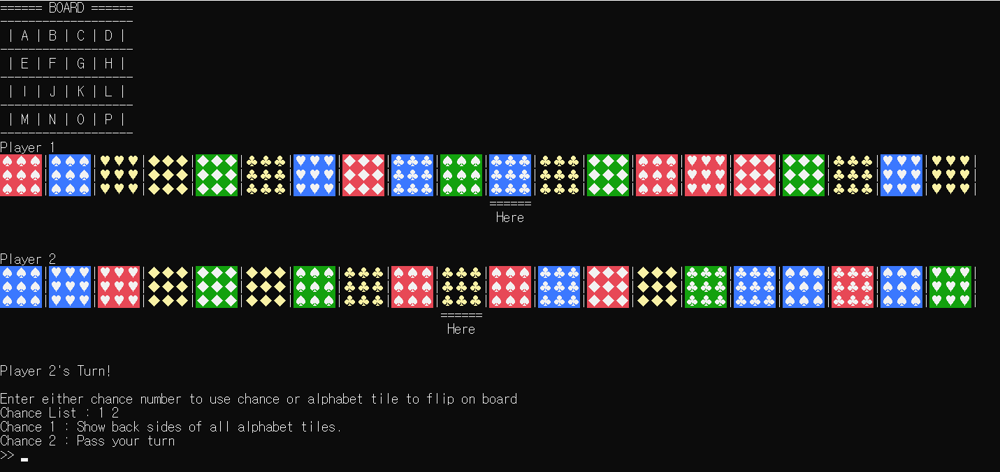 ====== BOARD ======
-------------------
| A | B | C | D |
-------------------
| E | F | G | H |
-------------------
| I | J | K | L |
-------------------
| M | N | O | P |
-------------------
Player 1
======
Here
Player 2
======
Here
Player 2's Turn!
Enter either chance number to use chance or alphabet tile to flip on board
Chance List : 1 2
Chance 1 : Show back sides of all alphabet tiles.
Chance 2 : Pass your turn
>>